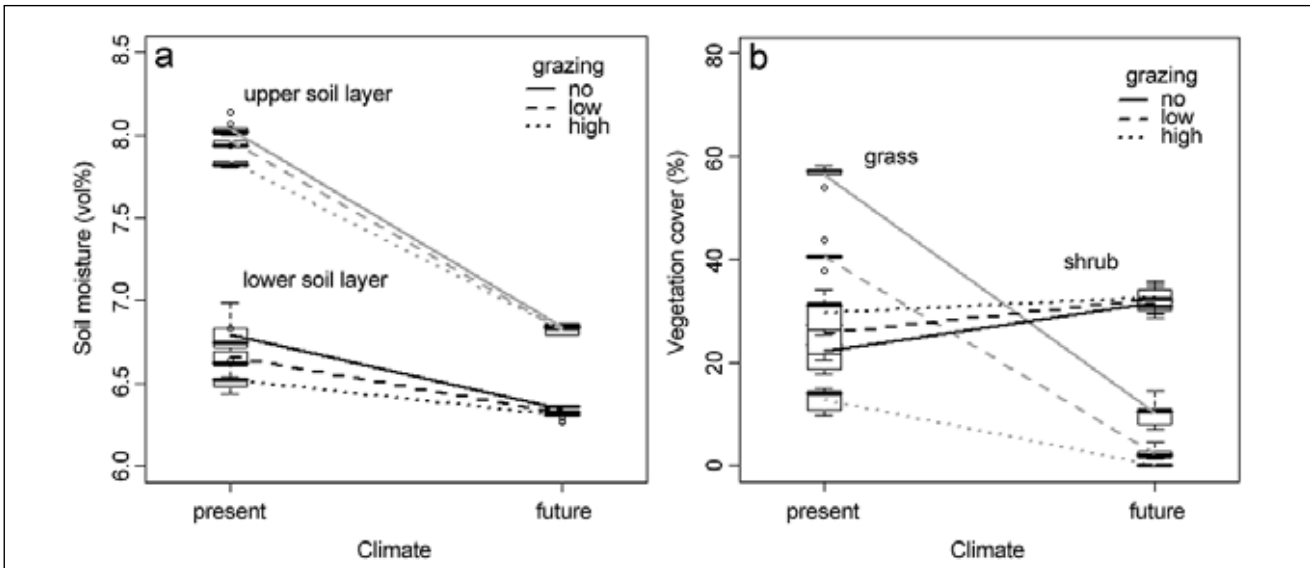 a
grazing
no
low
high
upper soil layer
lower soil layer
Soil moisture (vol%)
8.5
8.0
7.5
7.0
6.5
6.0
present
future
Climate
b
grazing
no
low
high
grass
shrub
Vegetation cover (%)
80
60
40
20
0
present
future
Climate